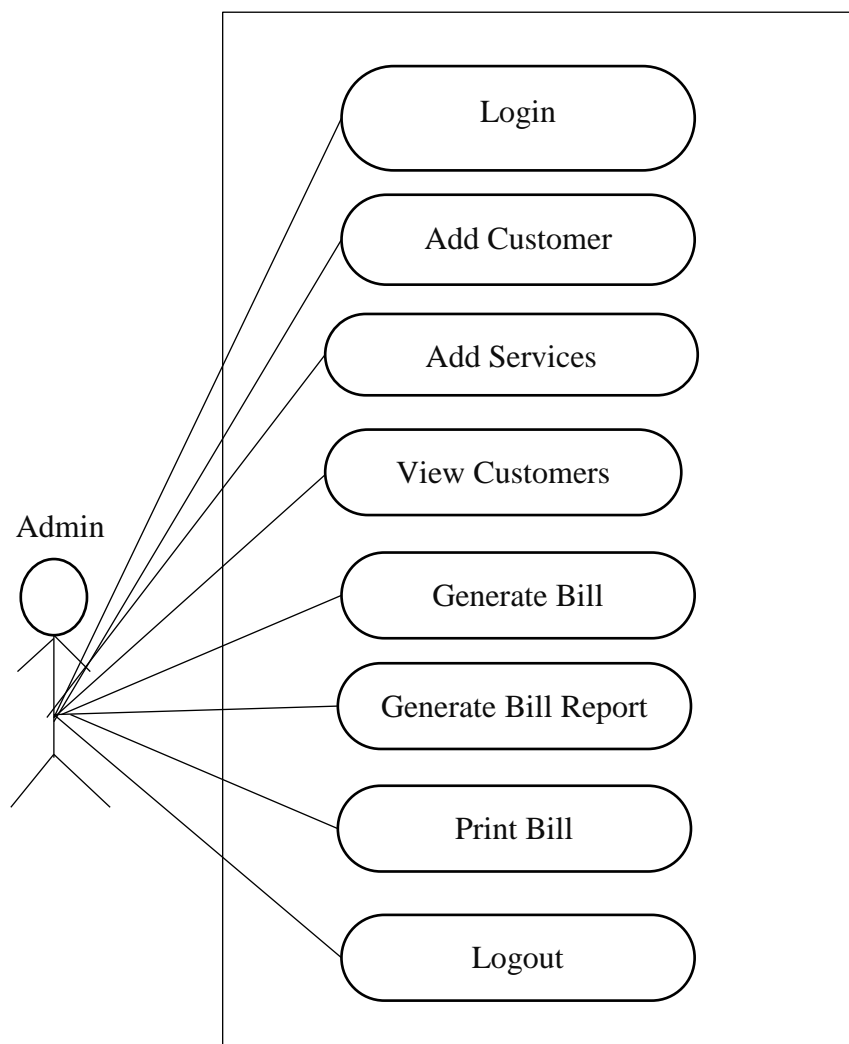 Login
Add Customer
Add Services
View Customers
Admin
Generate Bill
Generate Bill Report
Print Bill
Logout